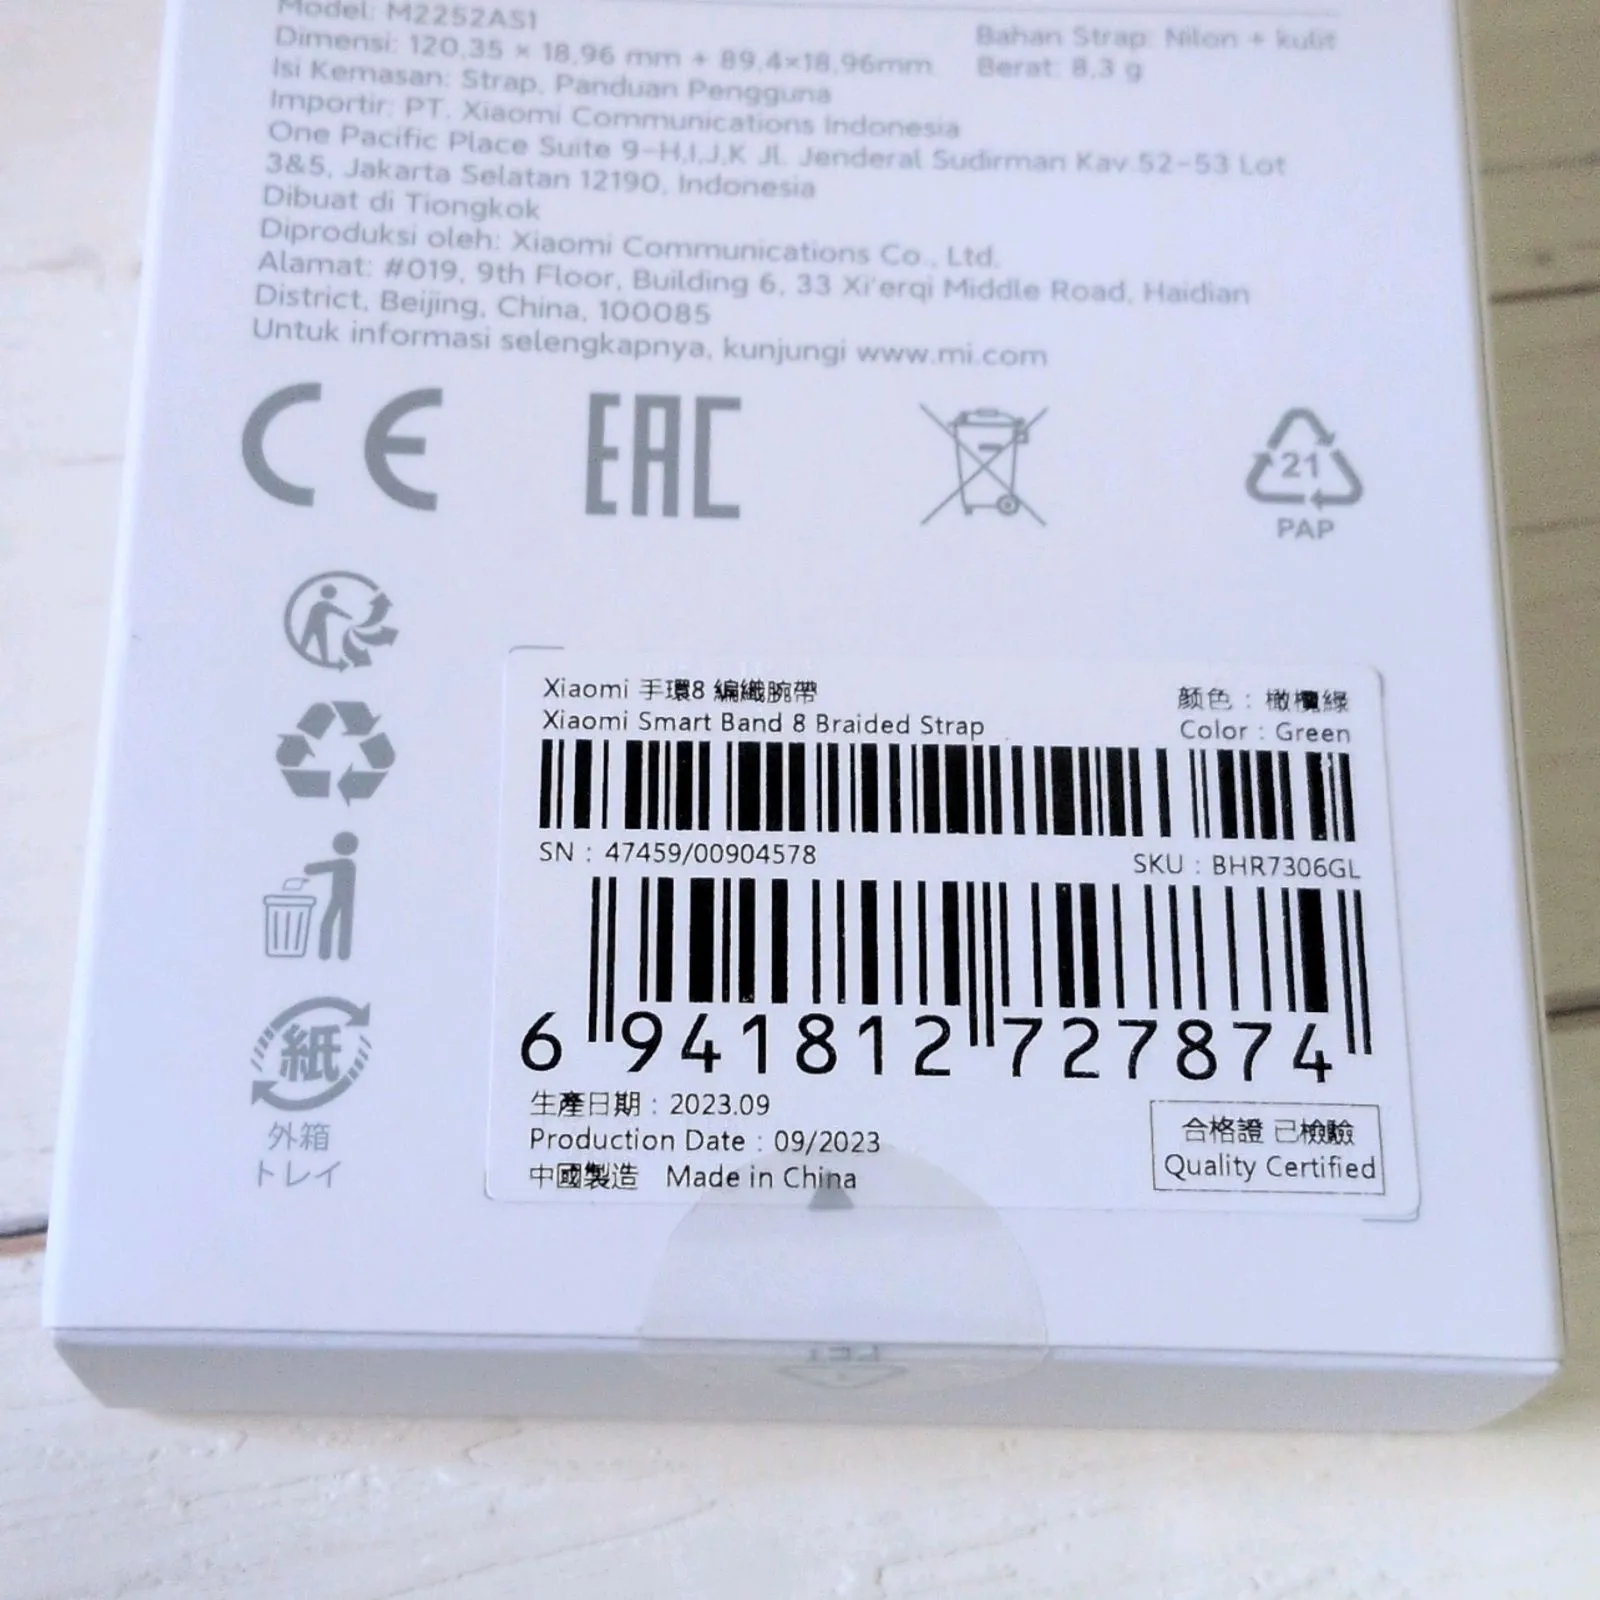 Model: M2252AS1
Dimensi: 120,35 × 18,96 mm + 89,4×18,96mm
Bahan Strap: Nilon + kulit
Berat: 8,3 g
Isi Kemasan: Strap, Panduan Pengguna
Importir: PT. Xiaomi Communications Indonesia
One Pacific Place Suite 9-H,I,J,K Jl. Jenderal Sudirman Kav.52-53 Lot
3&5, Jakarta Selatan 12190, Indonesia
Dibuat di Tiongkok
Diproduksi oleh: Xiaomi Communications Co., Ltd.
Alamat: #019, 9th Floor, Building 6, 33 Xi'erqi Middle Road, Haidian
District, Beijing, China, 100085
Untuk informasi selengkapnya, kunjungi www.mi.com
CE
EAC
21
PAP
Xiaomi 手環8 編織腕帶
顏色：橄欖綠
Xiaomi Smart Band 8 Braided Strap
Color : Green
SN : 47459/00904578
SKU : BHR7306GL
6 941812 727874
生產日期 : 2023.09
Production Date : 09/2023
中國製造 Made in China
合格證 已檢驗
Quality Certified
紙
外箱
トレイ